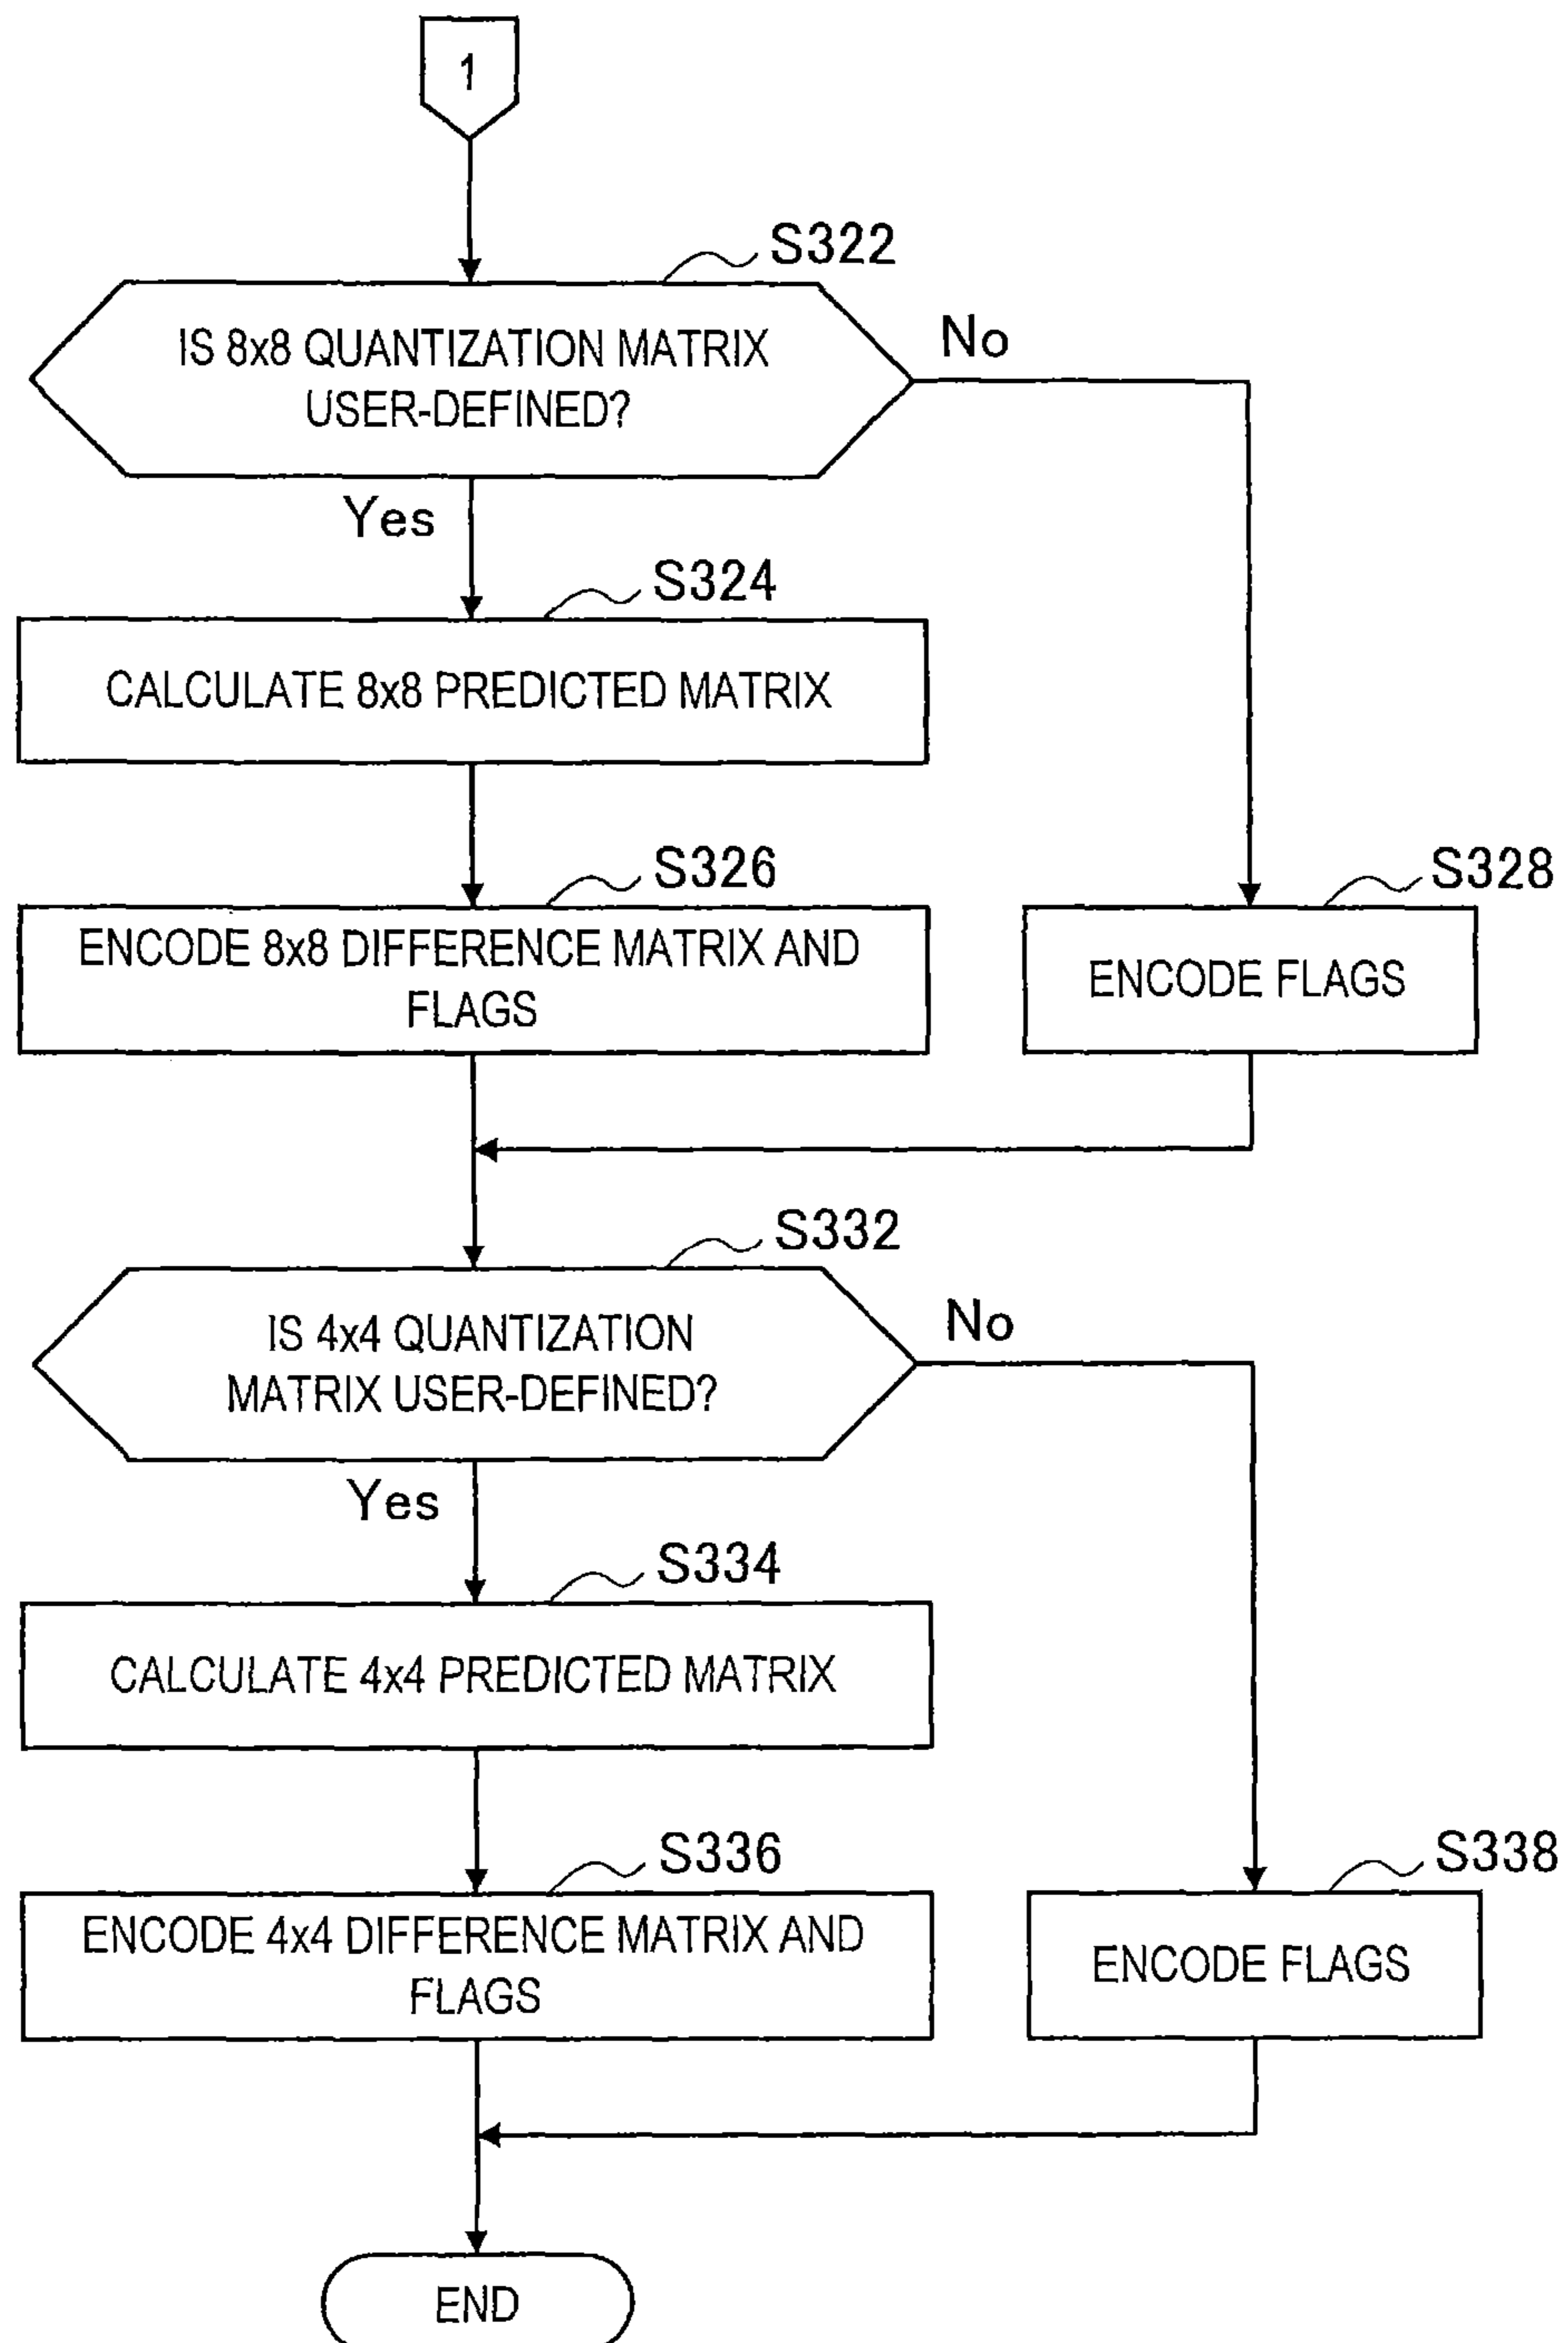 1
S322
IS 8x8 QUANTIZATION MATRIX
USER-DEFINED?
No
Yes
S324
CALCULATE 8x8 PREDICTED MATRIX
S326
ENCODE 8x8 DIFFERENCE MATRIX AND
FLAGS
S328
ENCODE FLAGS
S332
IS 4x4 QUANTIZATION
MATRIX USER-DEFINED?
No
Yes
S334
CALCULATE 4x4 PREDICTED MATRIX
S336
ENCODE 4x4 DIFFERENCE MATRIX AND
FLAGS
S338
ENCODE FLAGS
END